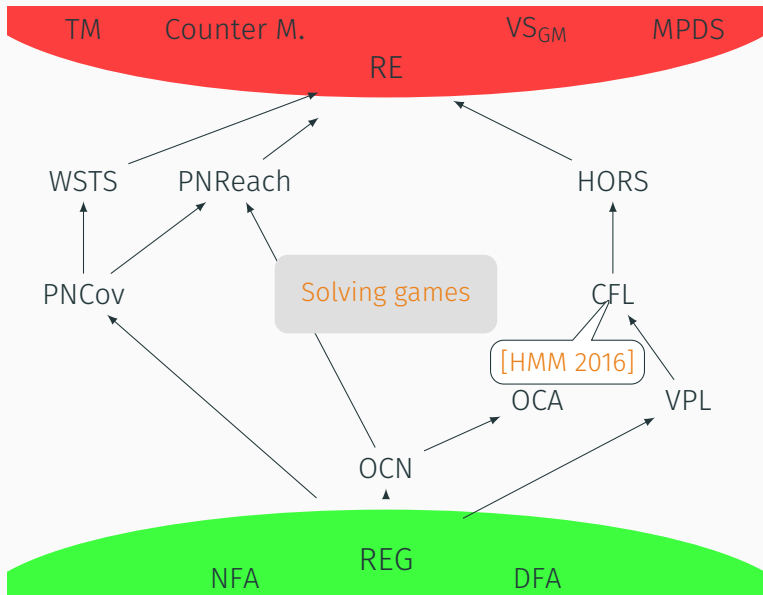 TM Counter M. VS_GM MPDS
RE
WSTS PNReach HORS
PNCov Solving games CFL
[HMM 2016]
OCA VPL
OCN
REG
NFA DFA